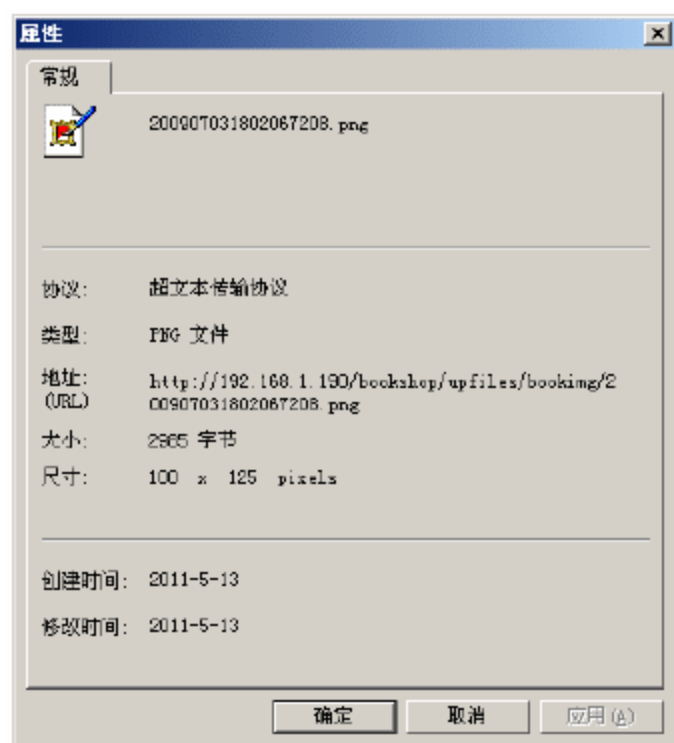 属性
常规
200907031802067208.png
协议: 超文本传输协议
类型: PNG 文件
地址: http://192.168.1.190/bookshop/upfiles/bookimg/2
(URL) 00907031802067208.png
大小: 2985 字节
尺寸: 100 x 125 pixels
创建时间: 2011-5-13
修改时间: 2011-5-13
确定 取消 应用(A)